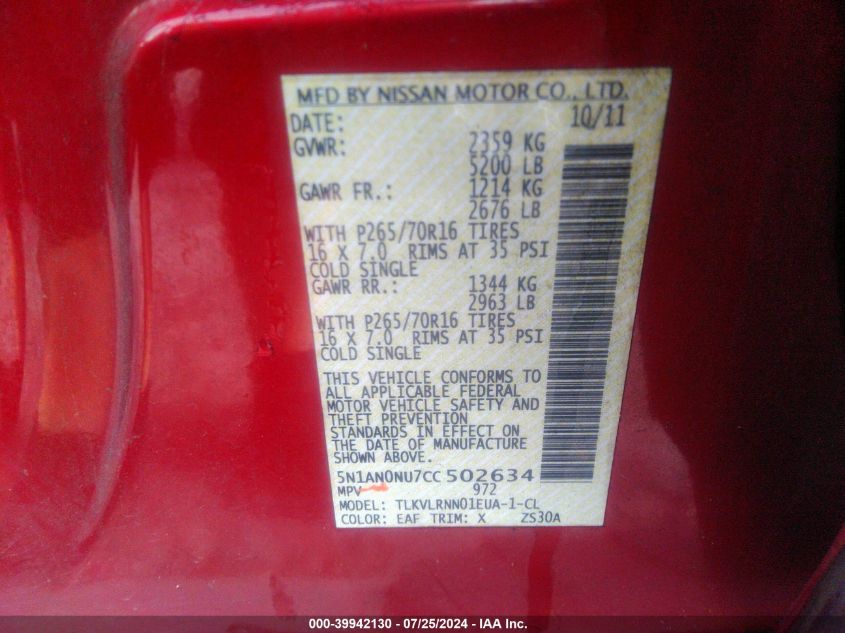 MFD BY NISSAN MOTOR CO., LTD.
DATE: 10/11
GVWR: 2359 KG
5200 LB
GAWR FR.: 1214 KG
2676 LB
WITH P265/70R16 TIRES
16 X 7.0 RIMS AT 35 PSI
COLD SINGLE
GAWR RR.: 1344 KG
2963 LB
WITH P265/70R16 TIRES
16 X 7.0 RIMS AT 35 PSI
COLD SINGLE
THIS VEHICLE CONFORMS TO
ALL APPLICABLE FEDERAL
MOTOR VEHICLE SAFETY AND
THEFT PREVENTION
STANDARDS IN EFFECT ON
THE DATE OF MANUFACTURE
SHOWN ABOVE.
5N1AN0NU7CC502634
MPV 972
MODEL: TLKVLRNN01EUA-1-CL
COLOR: EAF TRIM: X ZS30A
000-39942130 - 07/25/2024 - IAA Inc.